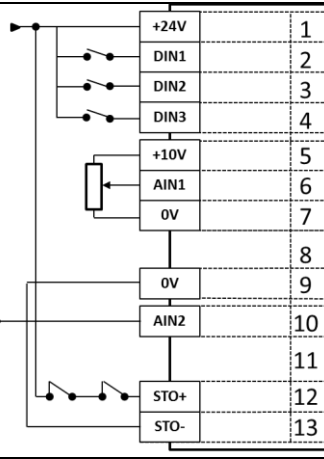 +24V 1
DIN1 2
DIN2 3
DIN3 4
+10V 5
AIN1 6
0V 7
8
0V 9
AIN2 10
11
STO+ 12
STO- 13